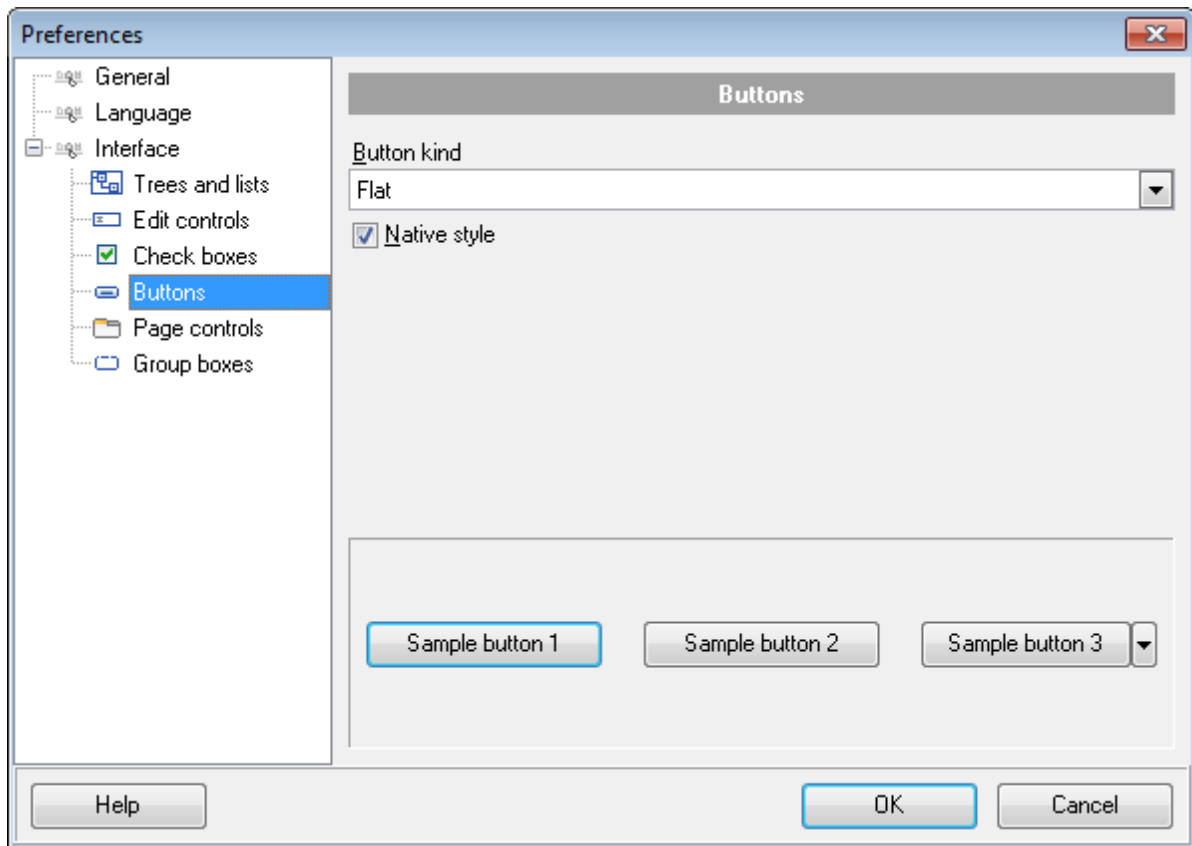 Preferences
General
Language
Interface
Trees and lists
Edit controls
Check boxes
Buttons
Page controls
Group boxes
Buttons
Button kind
Flat
Native style
Sample button 1
Sample button 2
Sample button 3
Help
OK
Cancel